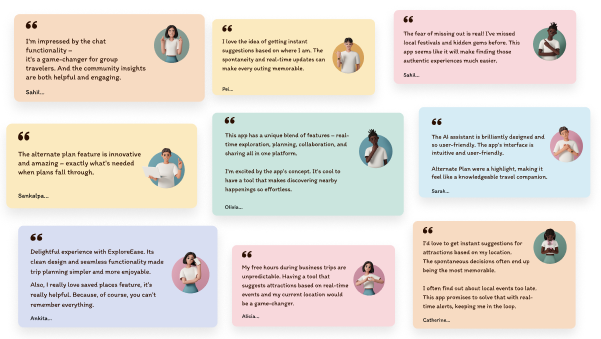 I'm impressed by the chat
functionality –
it's a game-changer for group
travelers. And the community insights
are both helpful and engaging.
Sahil...
I love the idea of getting instant
suggestions based on where I am. The
spontaneity and real-time updates can
make every outing memorable.
The fear of missing out is real! I've missed
local festivals and hidden gems before. This
app seems like it will make finding those
authentic experiences much easier.
Sahil...
The alternate plan feature is innovative
and amazing – exactly what's needed
when plans fall through.
Sankalpa...
This app has a unique blend of features – real-
time exploration, planning, collaboration, and
sharing all in one platform.
I'm excited by the app's concept. It's cool to
have a tool that makes discovering nearby
happenings so effortless.
Olivia...
The AI assistant is brilliantly designed and
so user-friendly. The app's interface is
intuitive and user-friendly.
Alternate Plan were a highlight, making it
feel like a knowledgeable travel companion.
Sarah...
Delightful experience with ExploreEase. Its
clean design and seamless functionality made
trip planning simpler and more enjoyable.
Also, I really love saved places feature, it's
really helpful. Because, of course, you can't
remember everything.
Ankita...
My free hours during business trips are
unpredictable. Having a tool that
suggests attractions based on real-time
events and my current location would
be a game-changer.
Alisia...
I'd love to get instant suggestions for
attractions based on my location.
The spontaneous decisions often end up
being the most memorable.
I often find out about local events too late.
This app promises to solve that with real-
time alerts, keeping me in the loop.
Catherine...